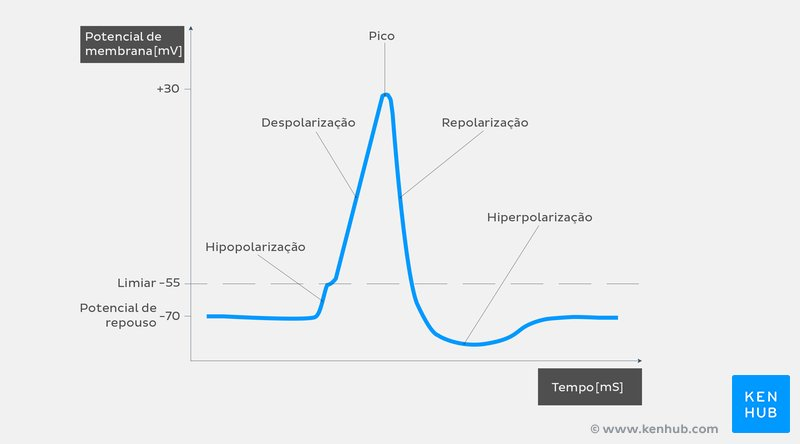 Potencial de
membrana [mV]
Pico
+30
Despolarização
Repolarização
Hiperpolarização
Hipopolarização
Limiar -55
Potencial de
repouso
-70
Tempo [mS]
KEN
HUB
© www.kenhub.com